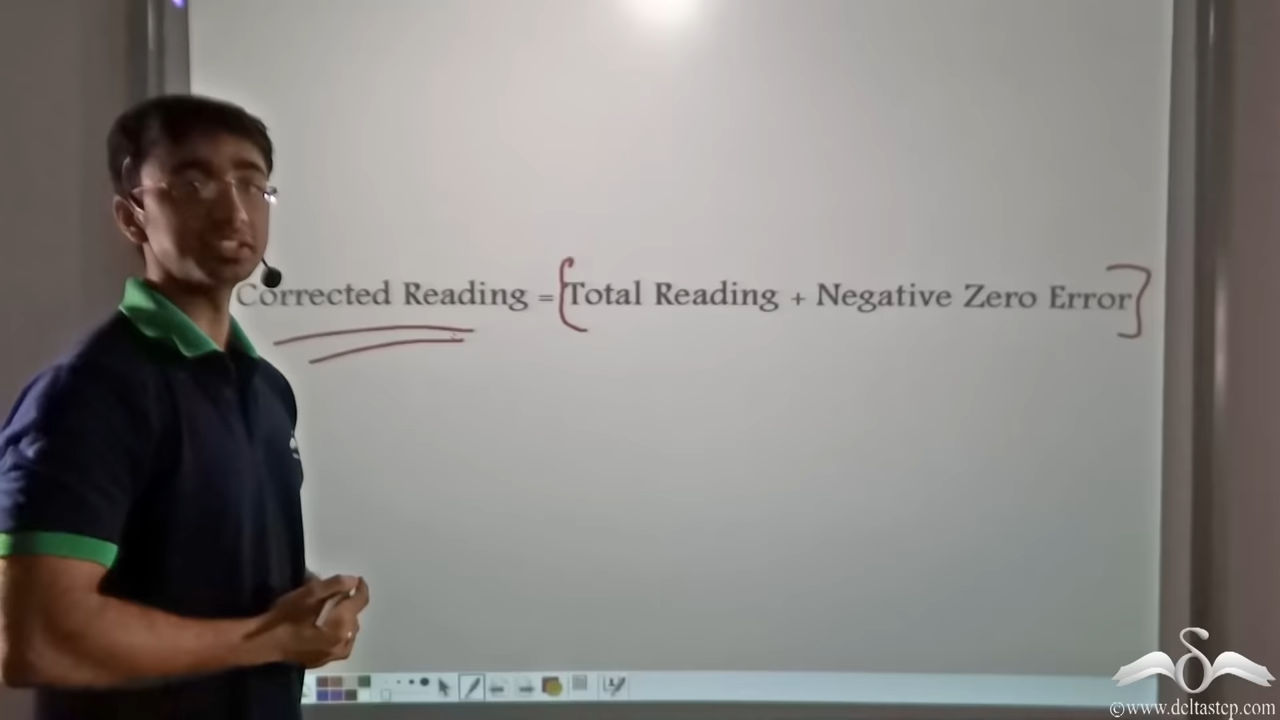 Corrected Reading = [Total Reading + Negative Zero Error]
©www.deltastep.com